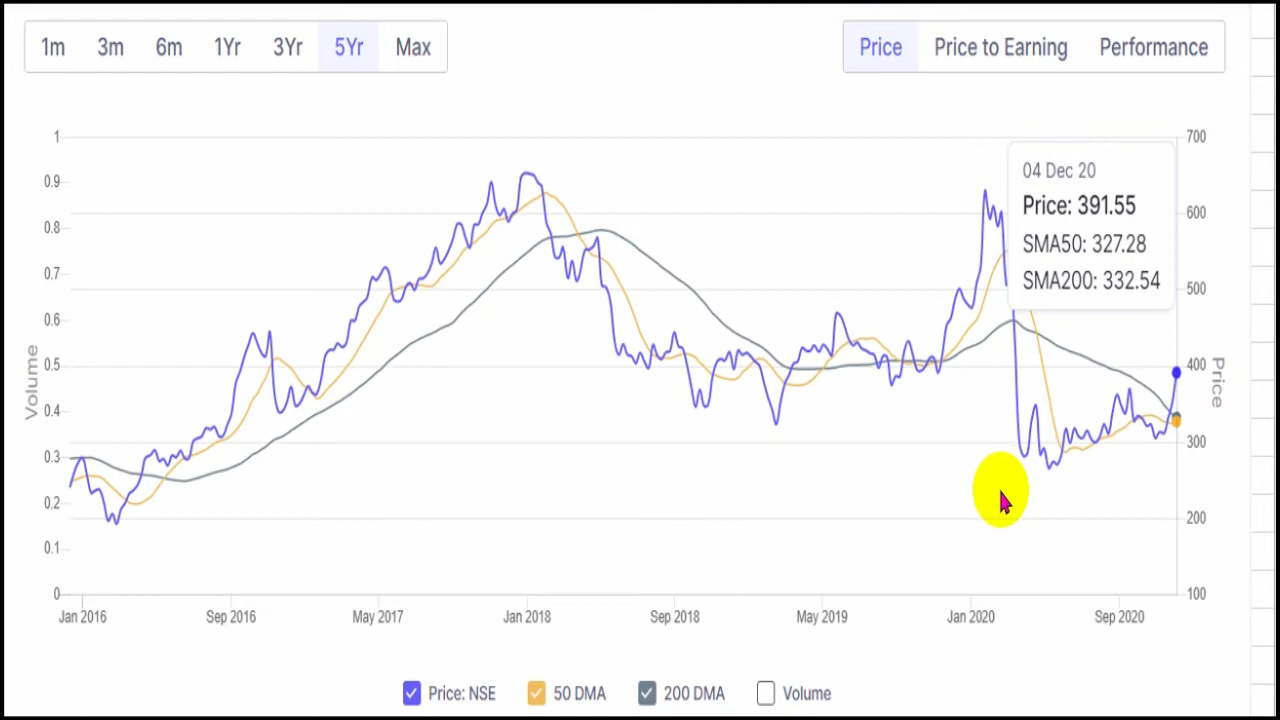 1m 3m 6m 1Yr 3Yr 5Yr Max Price Price to Earning Performance
1 700
04 Dec 20
0.9
Price: 391.55
0.8 600
SMA50: 327.28
0.7 500
SMA200: 332.54
0.6
0.5 400
Volume Price
0.4
0.3 300
0.2 200
0.1
0 100
Jan 2016 Sep 2016 May 2017 Jan 2018 Sep 2018 May 2019 Jan 2020 Sep 2020
Price: NSE 50 DMA 200 DMA Volume